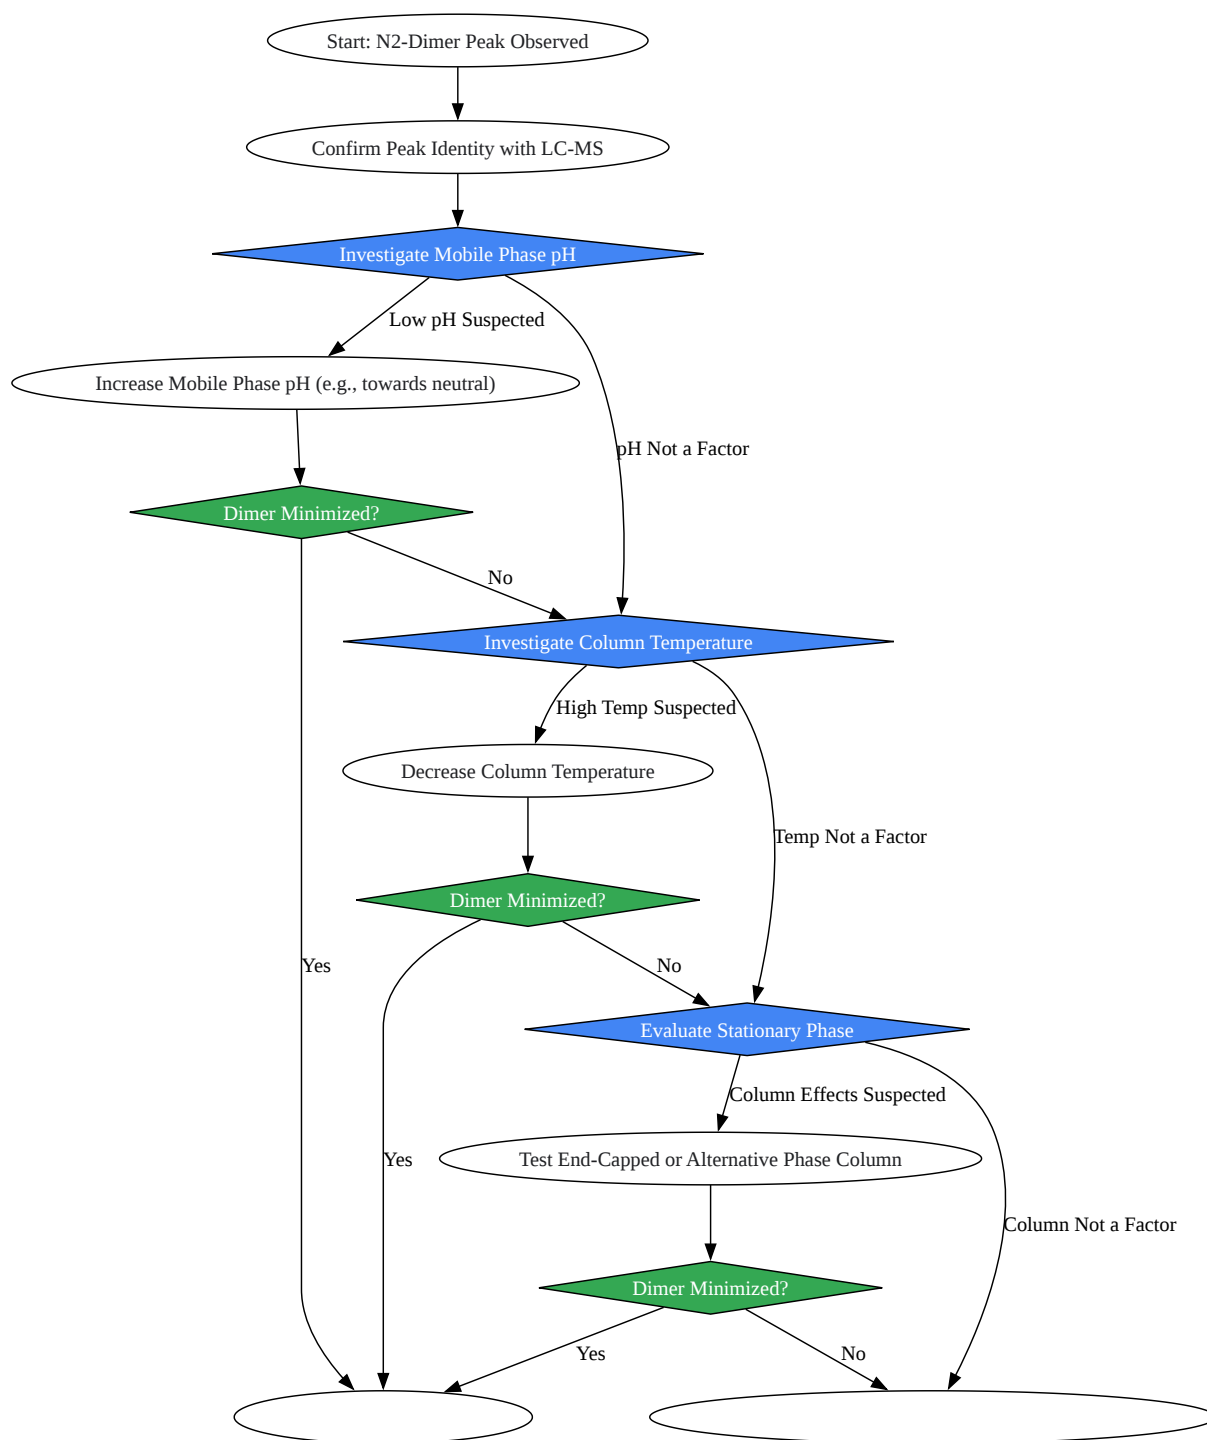 Start: N2-Dimer Peak Observed
Confirm Peak Identity with LC-MS
Investigate Mobile Phase pH
Low pH Suspected
Increase Mobile Phase pH (e.g., towards neutral)
pH Not a Factor
Dimer Minimized?
No
Investigate Column Temperature
High Temp Suspected
Decrease Column Temperature
Temp Not a Factor
Dimer Minimized?
Yes
No
Evaluate Stationary Phase
Column Effects Suspected
Yes
Test End-Capped or Alternative Phase Column
Column Not a Factor
Dimer Minimized?
Yes
No